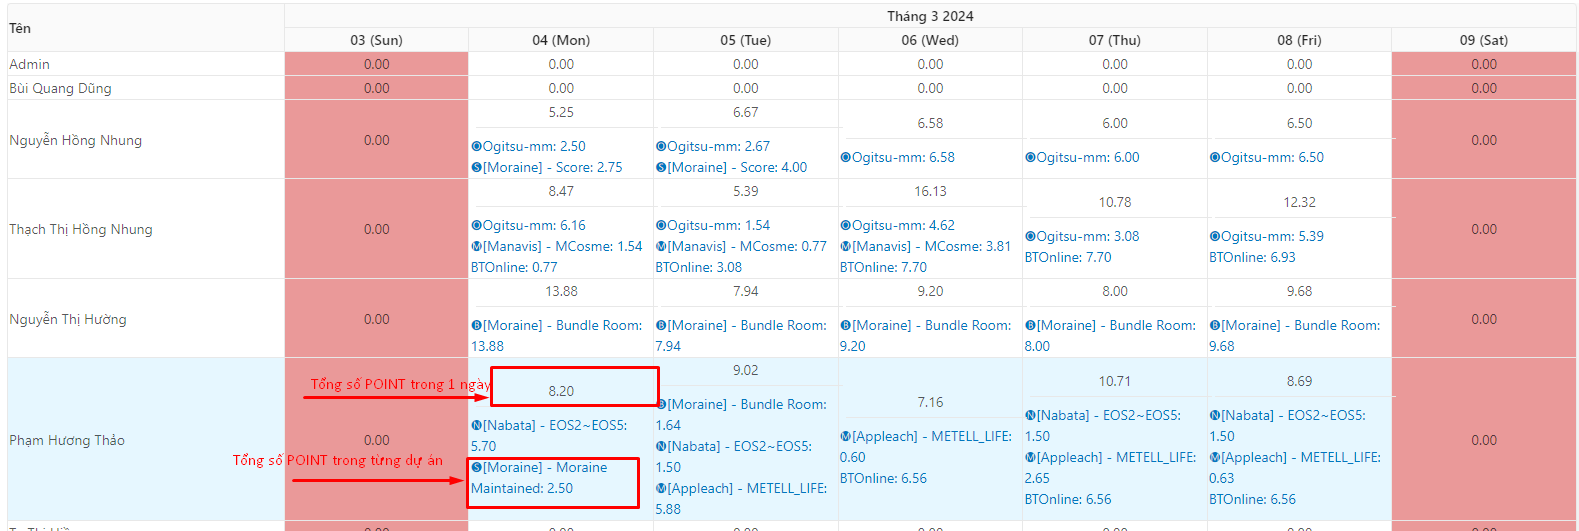 Tên
Tháng 3 2024
03 (Sun) 04 (Mon) 05 (Tue) 06 (Wed) 07 (Thu) 08 (Fri) 09 (Sat)
Admin 0.00 0.00 0.00 0.00 0.00 0.00 0.00
Bùi Quang Dũng 0.00 0.00 0.00 0.00 0.00 0.00 0.00
Nguyễn Hồng Nhung
0.00
5.25
Ogitsu-mm: 2.50
[Moraine] - Score: 2.75
6.67
Ogitsu-mm: 2.67
[Moraine] - Score: 4.00
6.58
Ogitsu-mm: 6.58
6.00
Ogitsu-mm: 6.00
6.50
Ogitsu-mm: 6.50
0.00
Thạch Thị Hồng Nhung
0.00
8.47
Ogitsu-mm: 6.16
[Manavis] - MCosme: 1.54
BTOnline: 0.77
5.39
Ogitsu-mm: 1.54
[Manavis] - MCosme: 0.77
BTOnline: 3.08
16.13
Ogitsu-mm: 4.62
[Manavis] - MCosme: 3.81
BTOnline: 7.70
10.78
Ogitsu-mm: 3.08
BTOnline: 7.70
12.32
Ogitsu-mm: 5.39
BTOnline: 6.93
0.00
Nguyễn Thị Hường
0.00
13.88
[Moraine] - Bundle Room:
13.88
7.94
[Moraine] - Bundle Room:
7.94
9.20
[Moraine] - Bundle Room:
9.20
8.00
[Moraine] - Bundle Room:
8.00
9.68
[Moraine] - Bundle Room:
9.68
0.00
Phạm Hương Thảo
Tổng số POINT trong 1 ngày
0.00
Tổng số POINT trong từng dự án
8.20
[Nabata] - EOS2~EOS5:
5.70
[Moraine] - Moraine
Maintained: 2.50
9.02
[Moraine] - Bundle Room:
1.64
[Nabata] - EOS2~EOS5:
1.50
[Appleach] - METELL_LIFE:
5.88
7.16
[Appleach] - METELL_LIFE:
0.60
BTOnline: 6.56
10.71
[Nabata] - EOS2~EOS5:
1.50
[Appleach] - METELL_LIFE:
2.65
BTOnline: 6.56
8.69
[Nabata] - EOS2~EOS5:
1.50
[Appleach] - METELL_LIFE:
0.63
BTOnline: 6.56
0.00